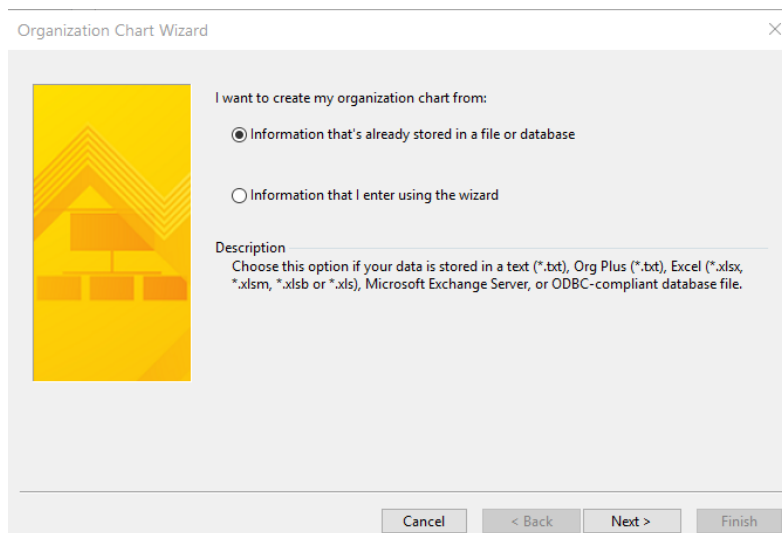 Organization Chart Wizard
I want to create my organization chart from:
Information that's already stored in a file or database
Information that I enter using the wizard
Description
Choose this option if your data is stored in a text (*.txt), Org Plus (*.txt), Excel (*.xlsx,
*.xlsm, *.xlsb or *.xls), Microsoft Exchange Server, or ODBC-compliant database file.
Cancel < Back Next > Finish